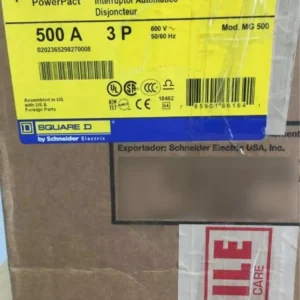 PowerPact
Interruptor Automático
Disjoncteur
500 A 3 P
600 V~
50/60 Hz
Mod. MG 500
0202365298270008
Assembled in US
with US &
Foreign Parts
SQUARE D
by Schneider Electric
Exportador: Schneider Electric USA, Inc.
ILE
CARE